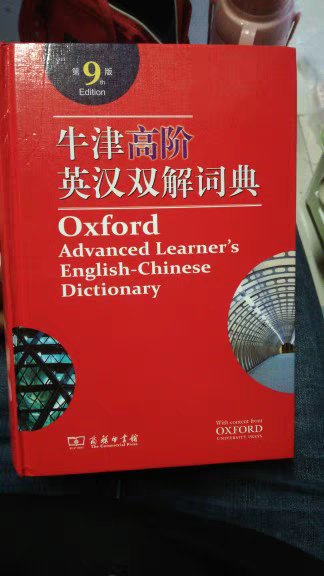 第9版
th
Edition
牛津高阶
英汉双解词典
Oxford
Advanced Learner's
English-Chinese
Dictionary
商务印书馆
The Commercial Press
With content from
OXFORD
UNIVERSITY PRESS